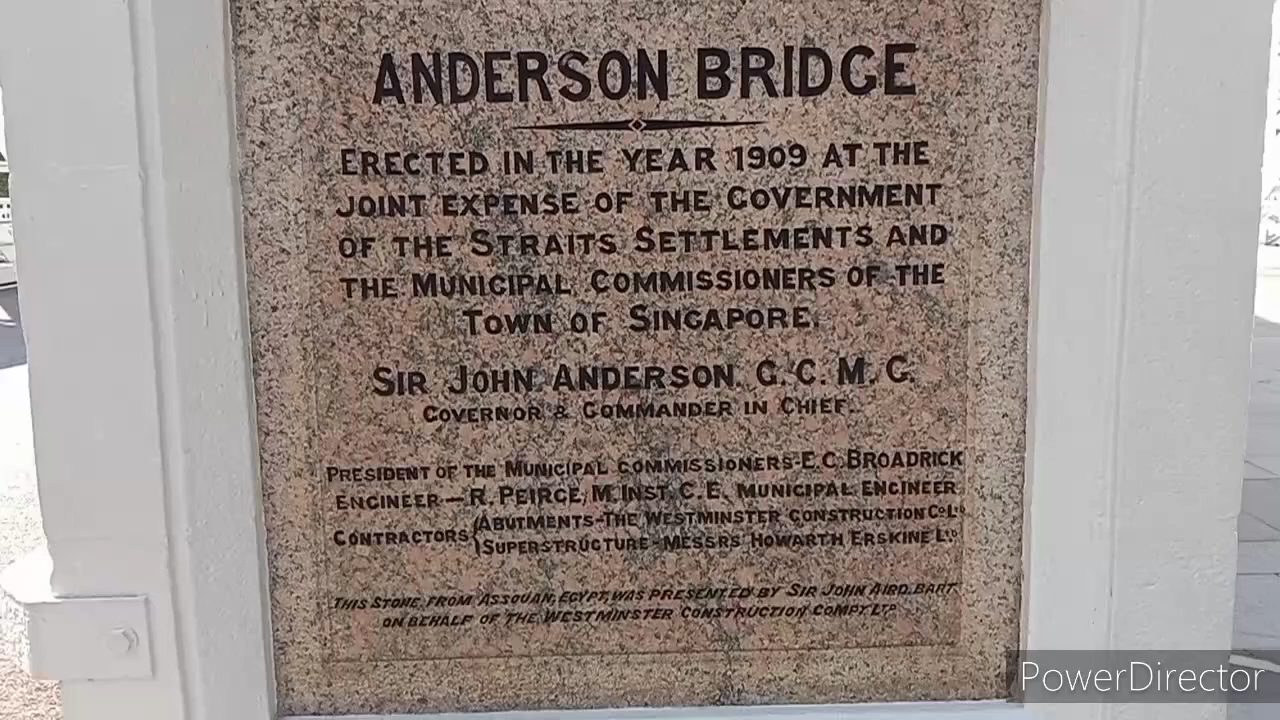 ANDERSON BRIDGE
ERECTED IN THE YEAR 1909 AT THE
JOINT EXPENSE OF THE GOVERNMENT
OF THE STRAITS SETTLEMENTS AND
THE MUNICIPAL COMMISSIONERS OF THE
TOWN OF SINGAPORE.
SIR JOHN ANDERSON. G.C.M.G.
GOVERNOR & COMMANDER IN CHIEF.
PRESIDENT OF THE MUNICIPAL COMMISSIONERS-E.C. BROADRICK
ENGINEER — R. PEIRCE, M. INST. C.E. MUNICIPAL ENGINEER
CONTRACTORS { ABUTMENTS-THE WESTMINSTER CONSTRUCTION CO. LTD.
SUPERSTRUCTURE-MESSRS HOWARTH ERSKINE LTD.
THIS STONE, FROM ASSOUAN, EGYPT, WAS PRESENTED BY SIR JOHN AIRD, BART.
ON BEHALF OF THE WESTMINSTER CONSTRUCTION COMPY. LTD.
PowerDirector